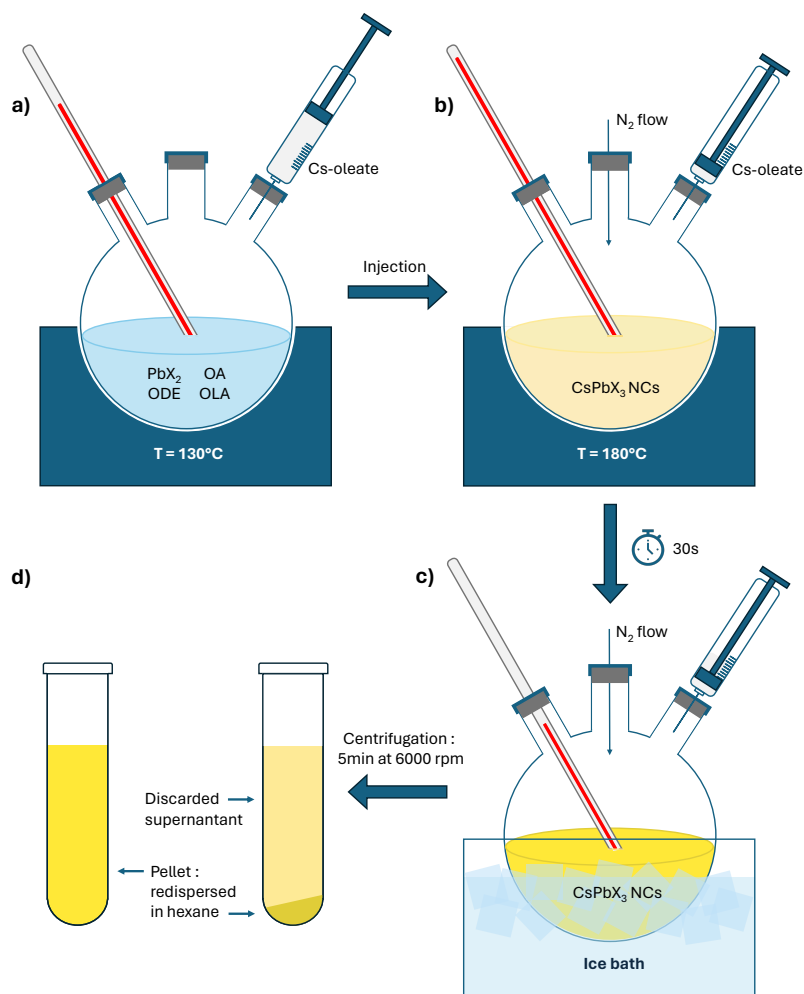 a)
Cs-oleate
PbX₂ OA
ODE OLA
T = 130°C
Injection
b)
N₂ flow
Cs-oleate
CsPbX₃ NCs
T = 180°C
30s
c)
N₂ flow
CsPbX₃ NCs
Ice bath
Centrifugation :
5min at 6000 rpm
d)
Discarded
supernantant
Pellet :
redispersed
in hexane